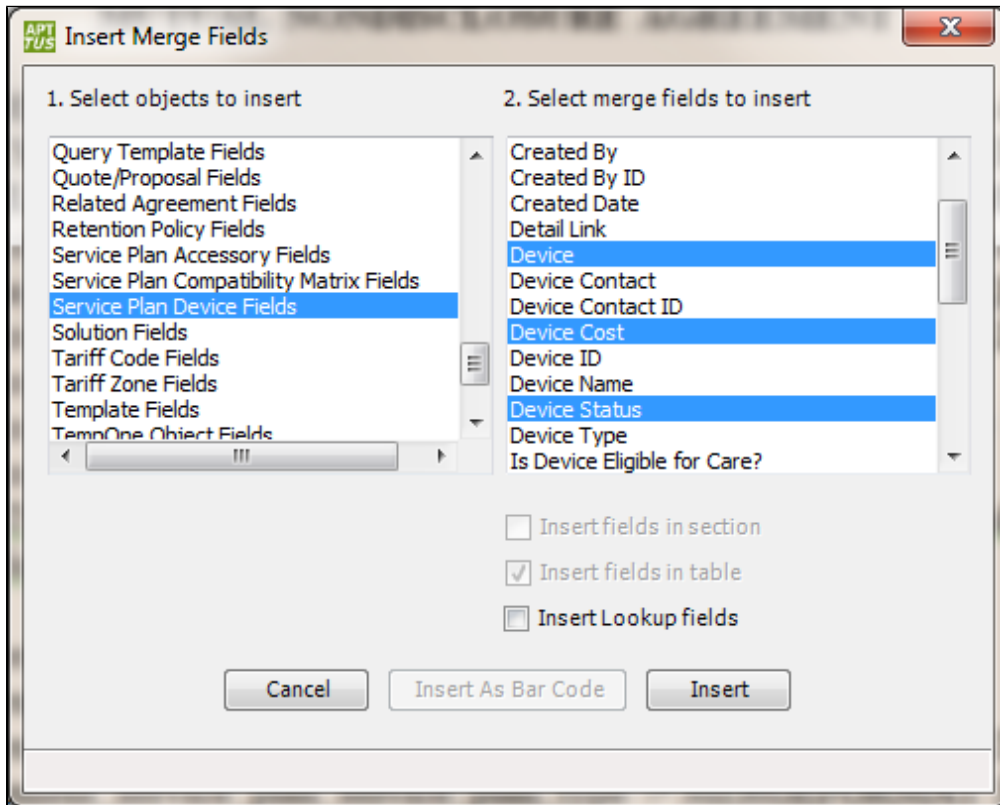 APT
TUS
Insert Merge Fields
NONDISCLOSURE AGREEMENT
1. Select objects to insert
Query Template Fields
Quote/Proposal Fields
Related Agreement Fields
Retention Policy Fields
Service Plan Accessory Fields
Service Plan Compatibility Matrix Fields
Service Plan Device Fields
Solution Fields
Tariff Code Fields
Tariff Zone Fields
Template Fields
TempOne Object Fields
2. Select merge fields to insert
Created By
Created By ID
Created Date
Detail Link
Device
Device Contact
Device Contact ID
Device Cost
Device ID
Device Name
Device Status
Device Type
Is Device Eligible for Care?
Insert fields in section
Insert fields in table
Insert Lookup fields
Cancel
Insert As Bar Code
Insert